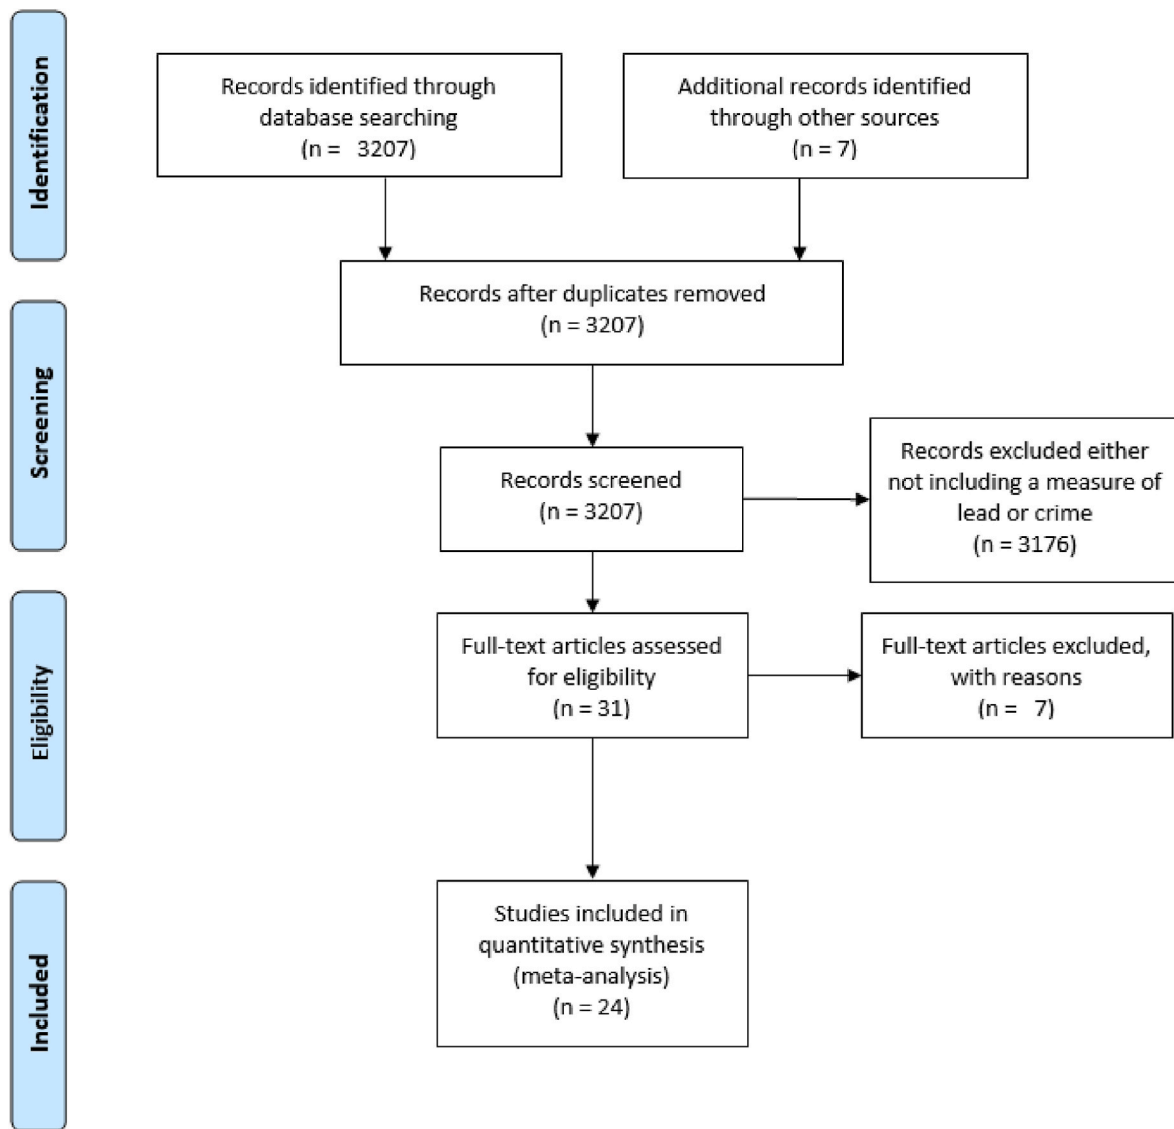 Identification
Records identified through
database searching
(n = 3207)
Additional records identified
through other sources
(n = 7)
Records after duplicates removed
(n = 3207)
Screening
Records screened
(n = 3207)
Records excluded either
not including a measure of
lead or crime
(n = 3176)
Eligibility
Full-text articles assessed
for eligibility
(n = 31)
Full-text articles excluded,
with reasons
(n = 7)
Included
Studies included in
quantitative synthesis
(meta-analysis)
(n = 24)